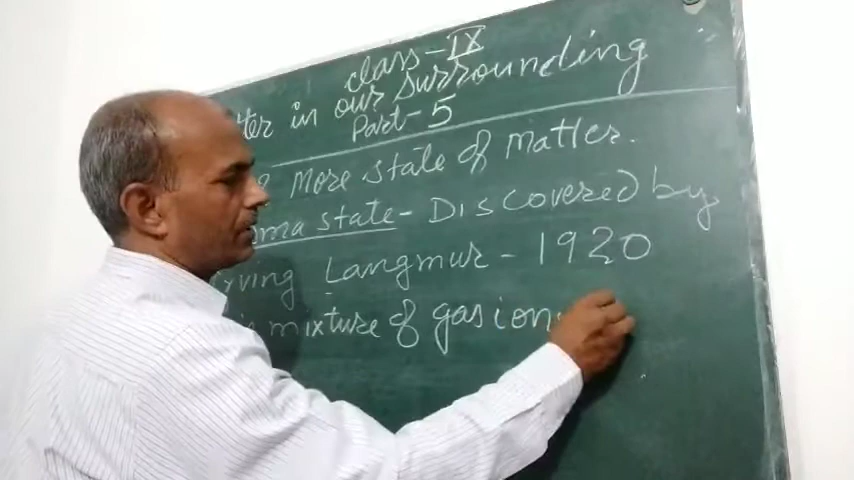 class-IX
in our surrounding
Part-5
More state of Matter.
state- Discovered by
Langmur - 1920
mixture of gas ion